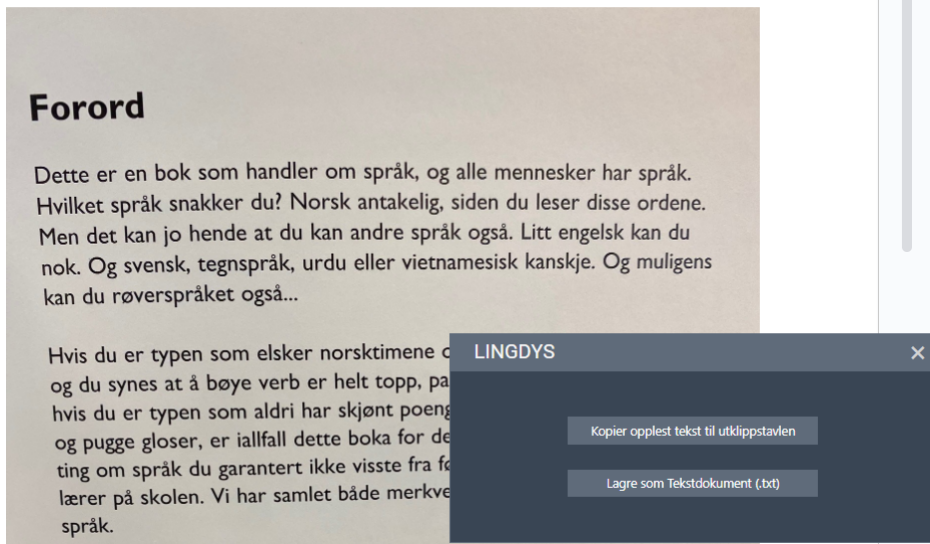 Forord
Dette er en bok som handler om språk, og alle mennesker har språk.
Hvilket språk snakker du? Norsk antakelig, siden du leser disse ordene.
Men det kan jo hende at du kan andre språk også. Litt engelsk kan du
nok. Og svensk, tegnspråk, urdu eller vietnamesisk kanskje. Og muligens
kan du røverspråket også...
Hvis du er typen som elsker norsktimene
og du synes at å bøye verb er helt topp,
hvis du er typen som aldri har skjønt
og pugge gloser, er iallfall dette boka for
ting om språk du garantert ikke visste fra
lærer på skolen. Vi har samlet både
språk.
LINGDYS
Kopier opplest tekst til utklippstavlen
Lagre som Tekstdokument (.txt)